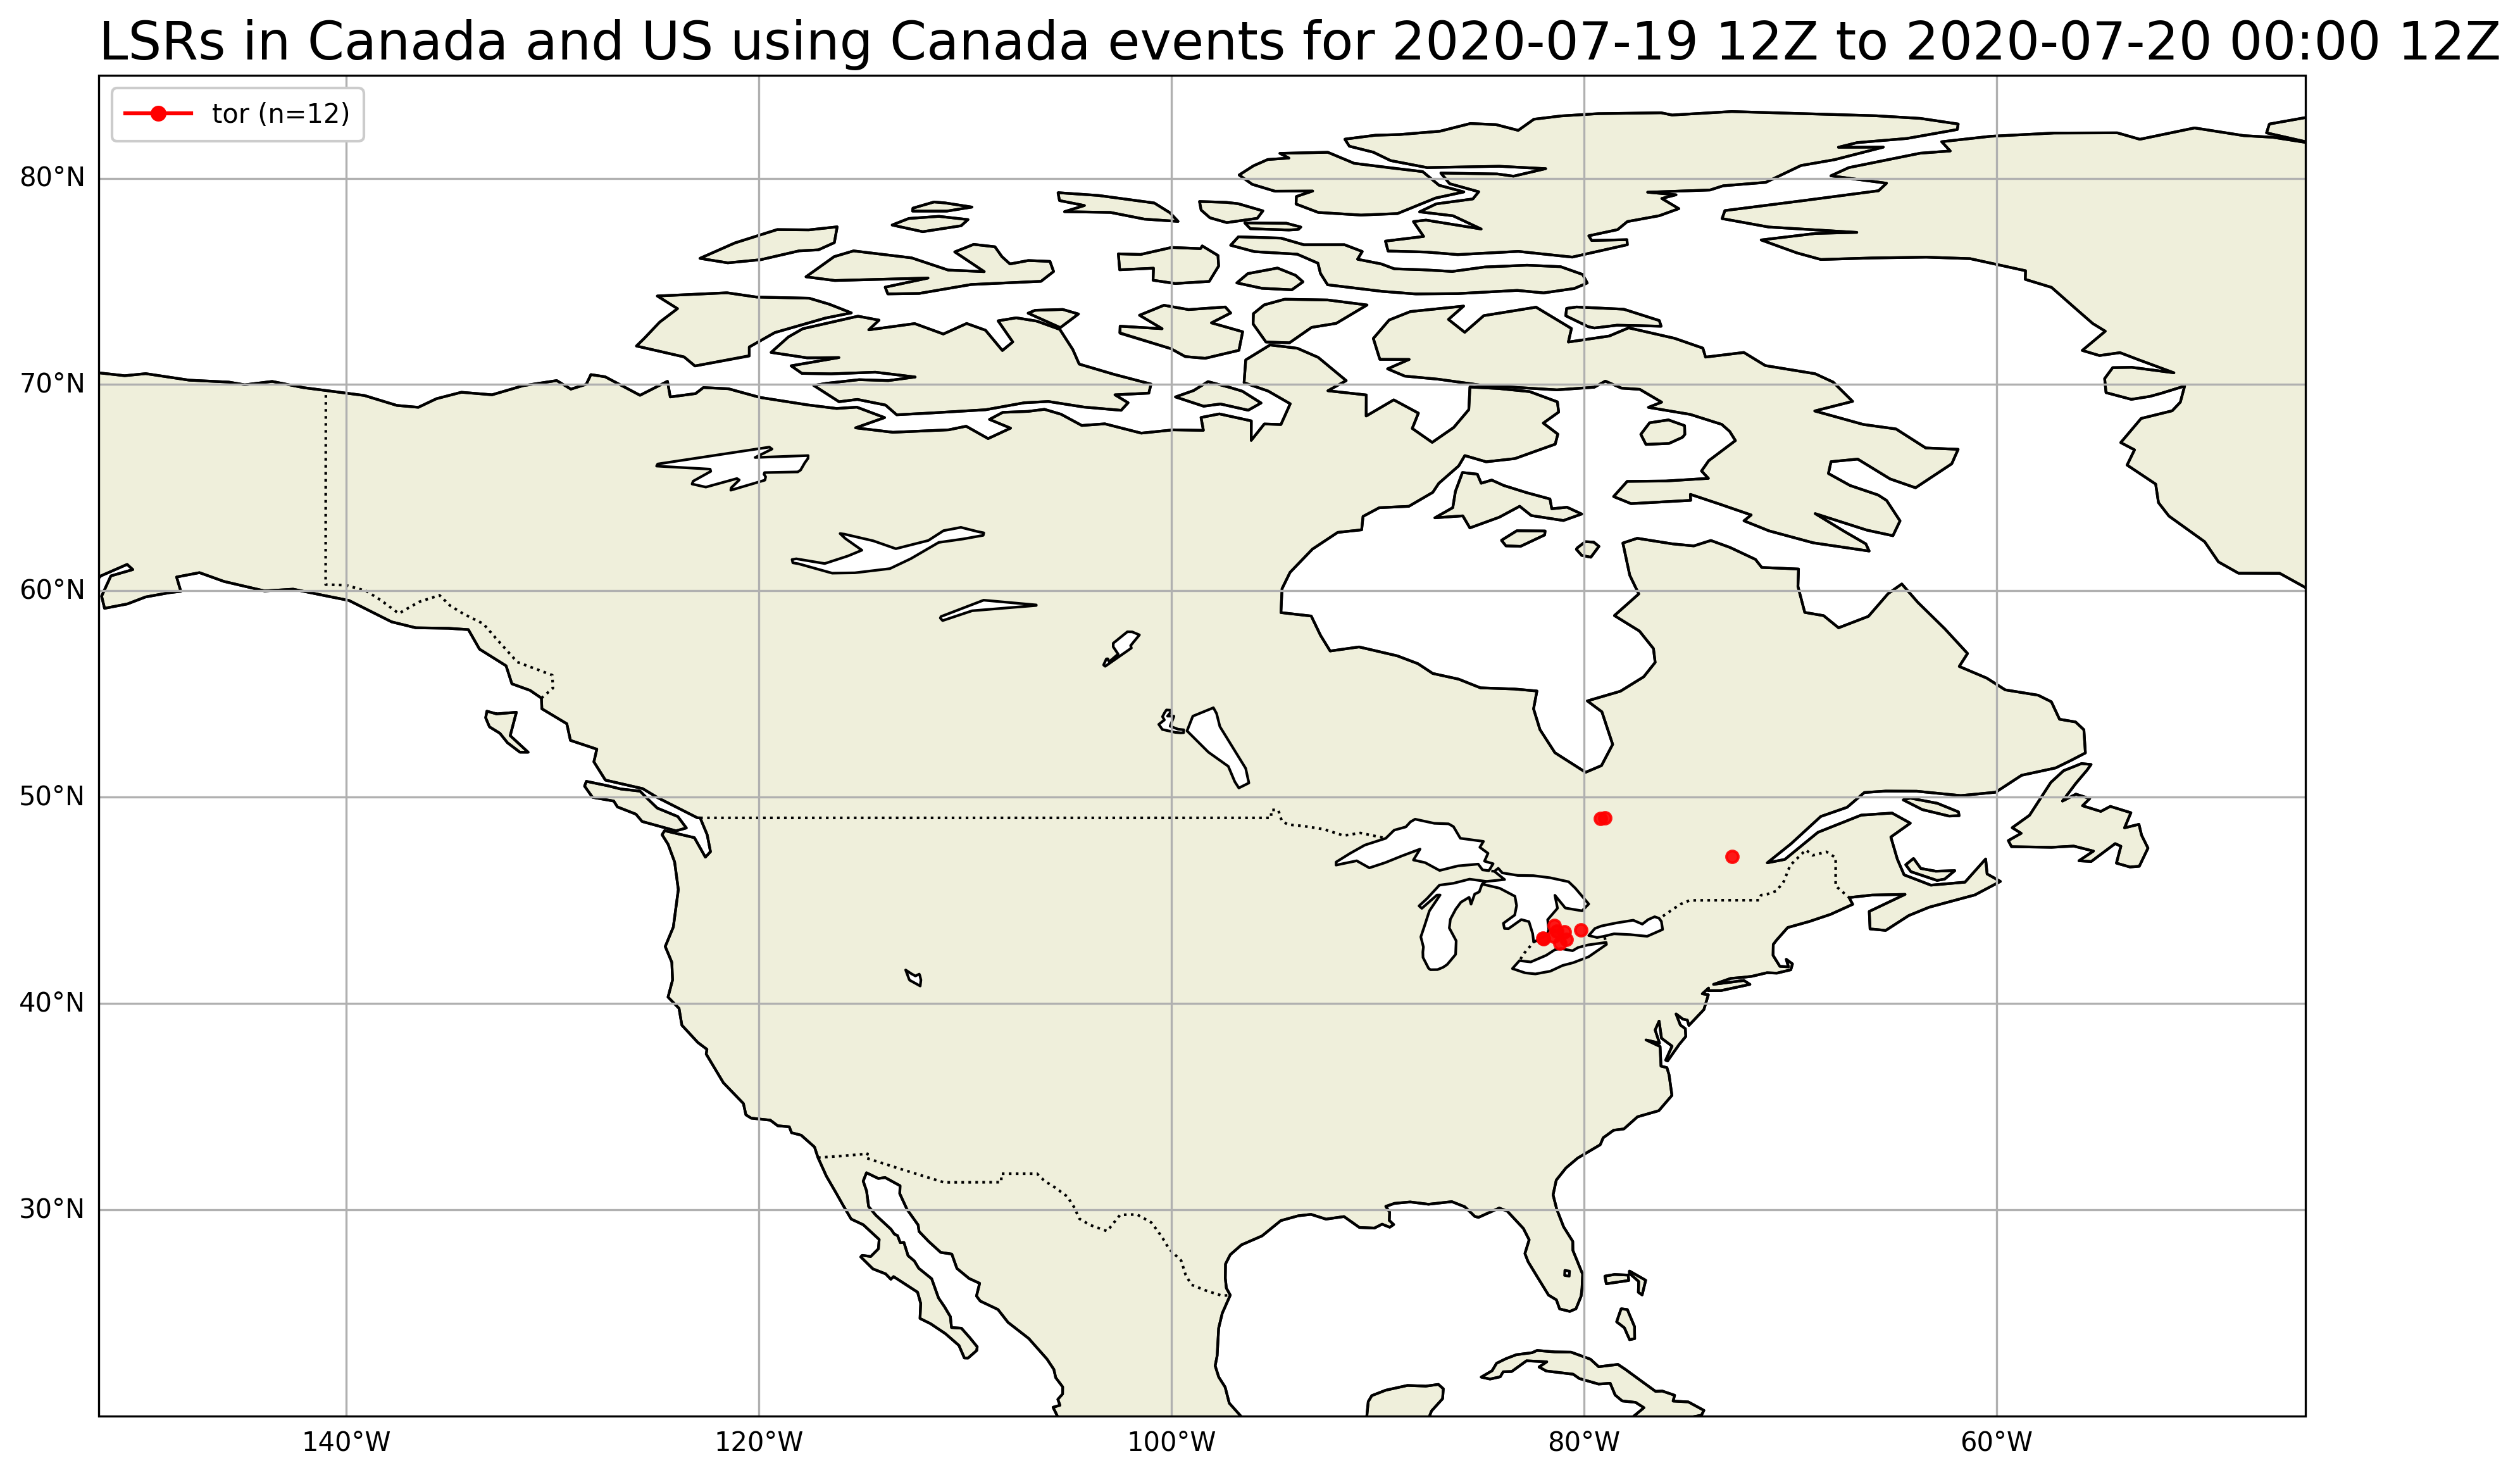 LSRs in Canada and US using Canada events for 2020-07-19 12Z to 2020-07-20 00:00 12Z
tor (n=12)
80°N
70°N
60°N
50°N
40°N
30°N
140°W
120°W
100°W
80°W
60°W